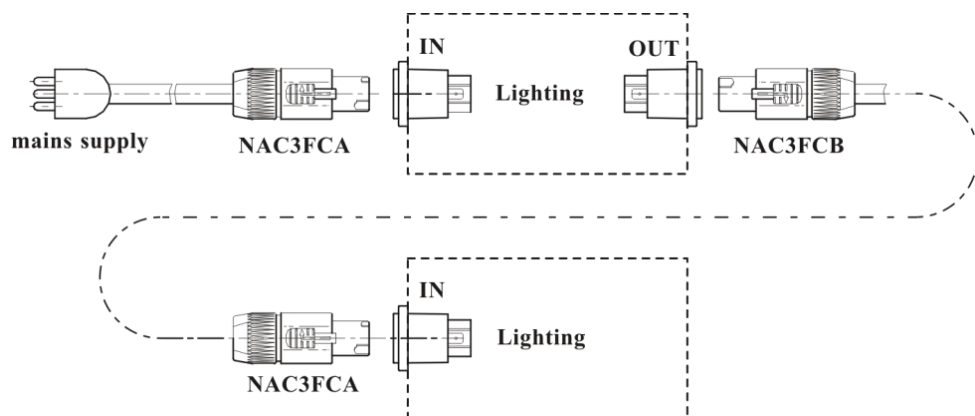 IN
OUT
Lighting
mains supply
NAC3FCA
NAC3FCB
IN
Lighting
NAC3FCA